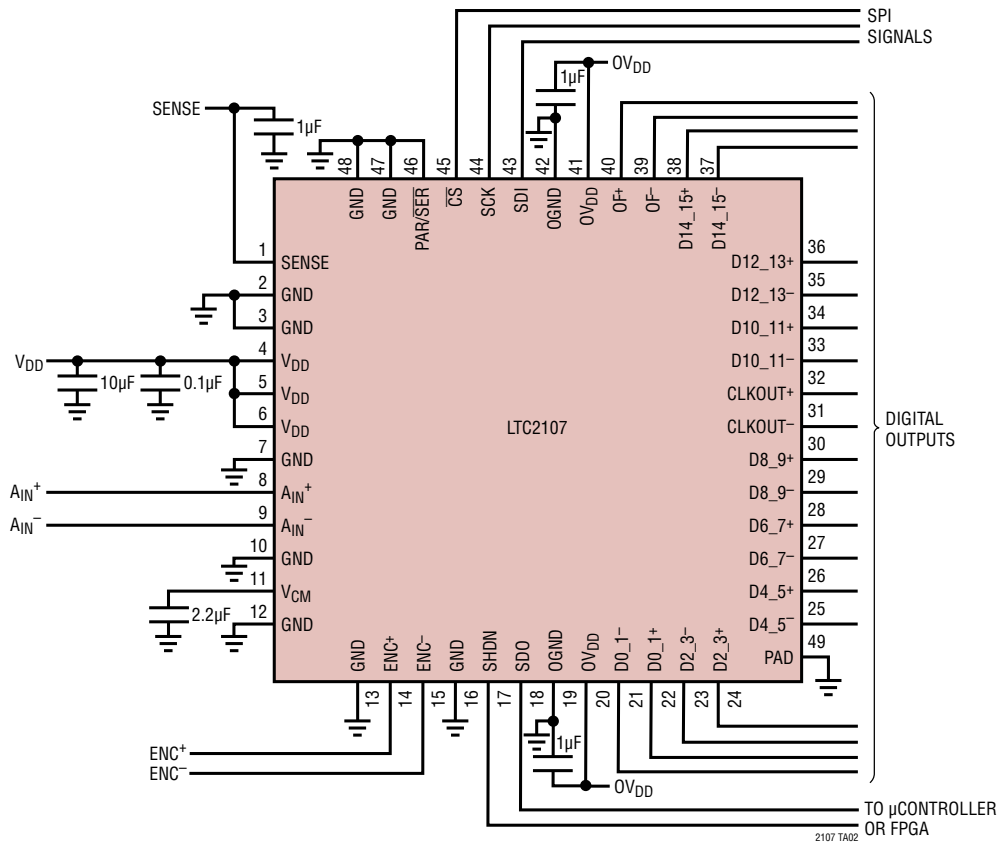 SPI
SIGNALS
OVDD
1µF
SENSE
1µF
48 47 46 45 44 43 42 41 40 39 38 37
GND GND PAR/SER CS SCK SDI OGND OVDD OF+ OF– D14_15+ D14_15–
1 SENSE
2 GND
3 GND
VDD 4 VDD
10µF 0.1µF
5 VDD
6 VDD
7 GND
AIN+ 8 AIN+
AIN– 9 AIN–
10 GND
11 VCM
2.2µF
12 GND
LTC2107
D12_13+ 36
D12_13– 35
D10_11+ 34
D10_11– 33
CLKOUT+ 32
CLKOUT– 31
D8_9+ 30
D8_9– 29
D6_7+ 28
D6_7– 27
D4_5+ 26
D4_5– 25
PAD 49
DIGITAL
OUTPUTS
GND ENC+ ENC– GND SHDN SDO OGND OVDD D0_1– D0_1+ D2_3– D2_3+
13 14 15 16 17 18 19 20 21 22 23 24
1µF
ENC+
ENC–
OVDD
TO µCONTROLLER
OR FPGA
2107 TA02